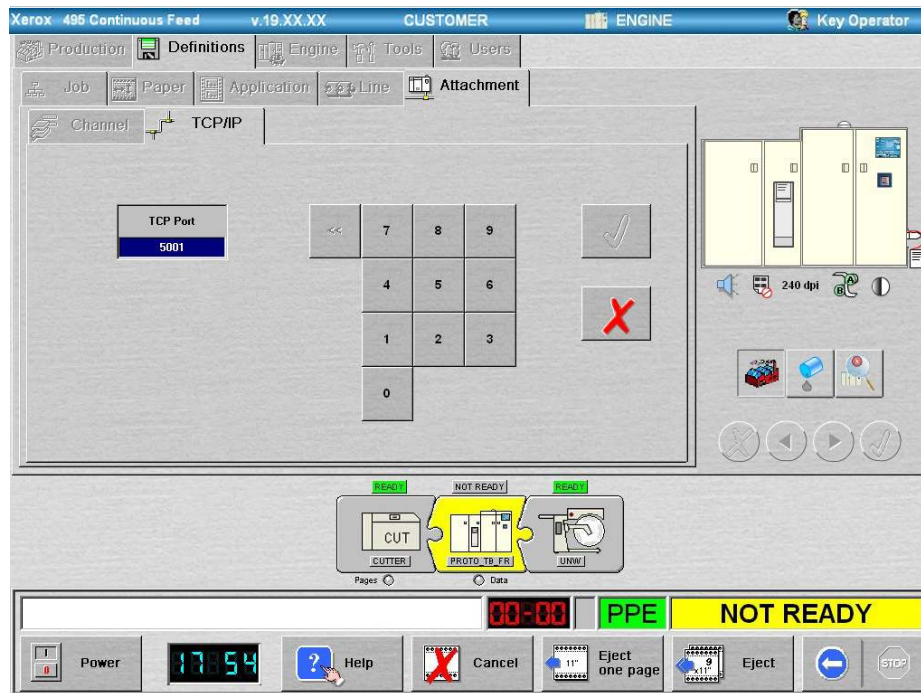 Xerox 495 Continuous Feed v.19.XX.XX CUSTOMER ENGINE Key Operator
Production Definitions Engine Tools Users
Job Paper Application Line Attachment
Channel TCP/IP
TCP Port
5001
<< 7 8 9
4 5 6
1 2 3
0
240 dpi A B
READY NOT READY READY
CUT
CUTTER PROTO_TB_FR UNW
Pages Data
00-00 PPE NOT READY
1 0 Power 17 54 ? Help Cancel 11" Eject one page 9 x11" Eject STOP